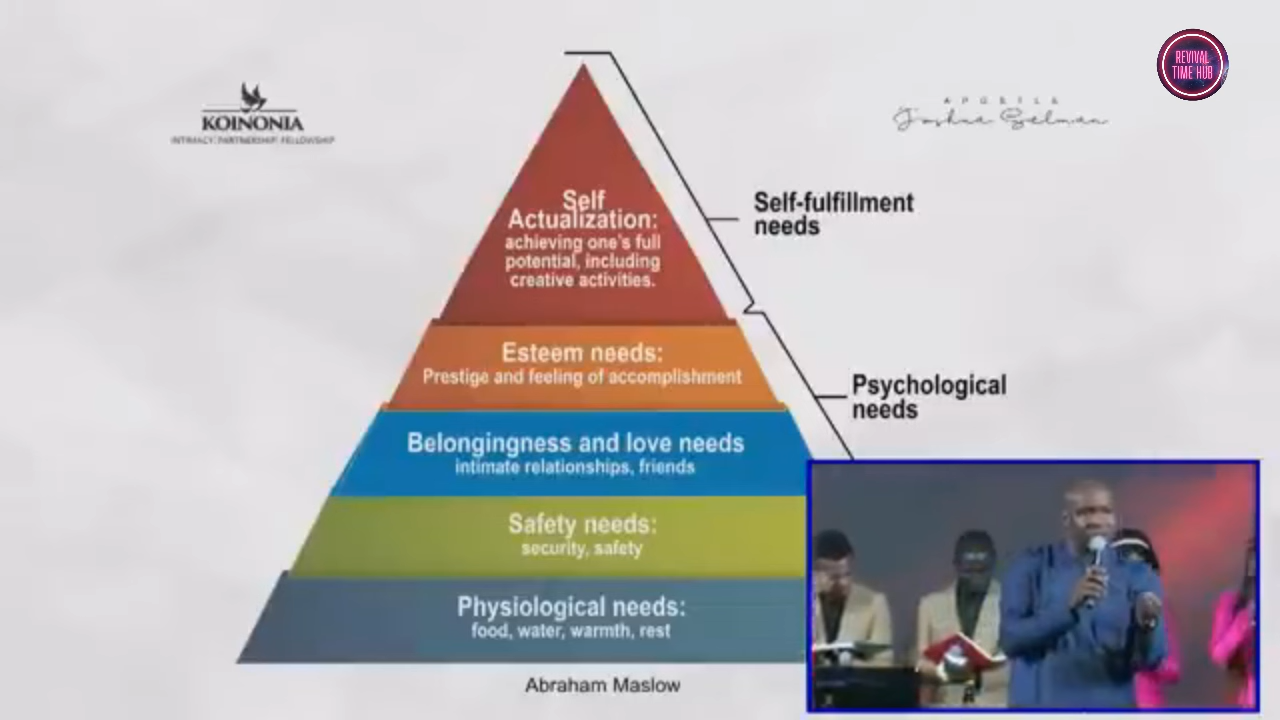 REVIVAL
TIME HUB
KOINONIA
INTIMACY. PARTNERSHIP. FELLOWSHIP
APOSTLE
Joshua Selman
Self
Actualization:
achieving one's full
potential, including
creative activities.
Self-fulfillment
needs
Esteem needs:
Prestige and feeling of accomplishment
Psychological
needs
Belongingness and love needs
intimate relationships, friends
Safety needs:
security, safety
Physiological needs:
food, water, warmth, rest
Abraham Maslow